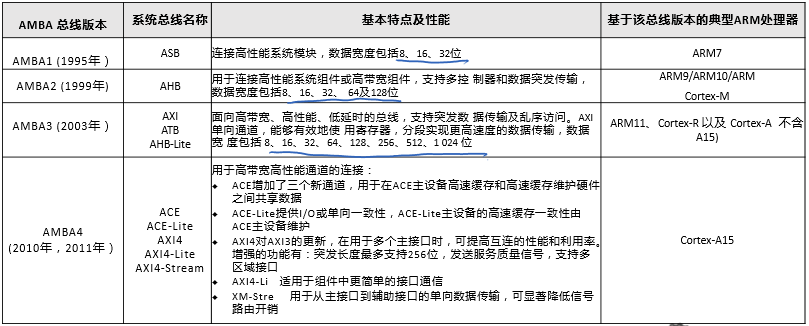 AMBA 总线版本
系统总线名称
基本特点及性能
基于该总线版本的典型ARM处理器
AMBA1 (1995年 )
ASB
连接高性能系统模块，数据宽度包括8、16、32位
ARM7
AMBA2 (1999年)
AHB
用于连接高性能系统组件或高带宽组件，支持多控 制器和数据突发传输，
数据宽度包括8、16、32、 64及128位
ARM9/ARM10/ARM
Cortex-M
AMBA3 (2003年 )
AXI
ATB
AHB-Lite
面向高带宽、高性能、低延时的总线，支持突发数 据传输及乱序访问。AXI
单向通道，能够有效地使 用寄存器，分段实现更高速度的数据传输，数据
宽 度包括 8、16、32、64、128、256、512、1 024 位
ARM11、Cortex-R 以及 Cortex-A 不含
A15)
AMBA4
(2010年，2011年 )
ACE
ACE-Lite
AXI4
AXI4-Lite
AXI4-Stream
用于高带宽高性能通道的连接：
◆ ACE增加了三个新通道，用于在ACE主设备高速缓存和高速缓存维护硬件
之间共享数据
◆ ACE-Lite提供I/O或单向一致性，ACE-Lite主设备的高速缓存一致性由
ACE主设备维护
◆ AXI4对AXI3的更新，在用于多个主接口时，可提高互连的性能和利用率。
增强的功能有：突发长度最多支持256位，发送服务质量信号，支持多
区域接口
◆ AXI4-Li 适用于组件中更简单的接口通信
◆ XM-Stre 用于从主接口到辅助接口的单向数据传输，可显著降低信号
路由开销
Cortex-A15